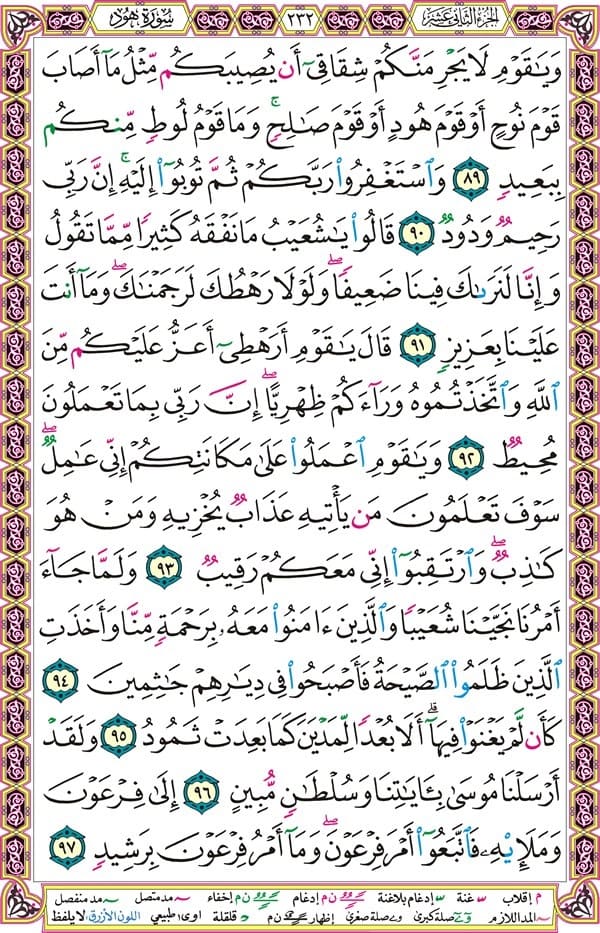 الجزء الثاني عشر ٢٣٢ سورة هود
وَيَٰقَوْمِ لَا يَجْرِمَنَّكُمْ شِقَاقِىٓ أَن يُصِيبَكُم مِّثْلُ مَآ أَصَابَ
قَوْمَ نُوحٍ أَوْ قَوْمَ هُودٍ أَوْ قَوْمَ صَٰلِحٍۚ وَمَا قَوْمُ لُوطٍ مِّنكُم
بِبَعِيدٍ ٨٩ وَٱسْتَغْفِرُوا۟ رَبَّكُمْ ثُمَّ تُوبُوٓا۟ إِلَيْهِۚ إِنَّ رَبِّى
رَحِيمٌ وَدُودٌ ٩٠ قَالُوا۟ يَٰشُعَيْبُ مَا نَفْقَهُ كَثِيرًا مِّمَّا تَقُولُ
وَإِنَّا لَنَرَىٰكَ فِينَا ضَعِيفًاۖ وَلَوْلَا رَهْطُكَ لَرَجَمْنَٰكَۖ وَمَآ أَنتَ
عَلَيْنَا بِعَزِيزٍ ٩١ قَالَ يَٰقَوْمِ أَرَهْطِىٓ أَعَزُّ عَلَيْكُم مِّنَ
ٱللَّهِ وَٱتَّخَذْتُمُوهُ وَرَآءَكُمْ ظِهْرِيًّاۖ إِنَّ رَبِّى بِمَا تَعْمَلُونَ
مُحِيطٌ ٩٢ وَيَٰقَوْمِ ٱعْمَلُوا۟ عَلَىٰ مَكَانَتِكُمْ إِنِّى عَٰمِلٌۖ
سَوْفَ تَعْلَمُونَ مَن يَأْتِيهِ عَذَابٌ يُخْزِيهِ وَمَنْ هُوَ
كَٰذِبٌۖ وَٱرْتَقِبُوٓا۟ إِنِّى مَعَكُمْ رَقِيبٌ ٩٣ وَلَمَّا جَآءَ
أَمْرُنَا نَجَّيْنَا شُعَيْبًا وَٱلَّذِينَ ءَامَنُوا۟ مَعَهُۥ بِرَحْمَةٍ مِّنَّا وَأَخَذَتِ
ٱلَّذِينَ ظَلَمُوا۟ ٱلصَّيْحَةُ فَأَصْبَحُوا۟ فِى دِيَٰرِهِمْ جَٰثِمِينَ ٩٤
كَأَن لَّمْ يَغْنَوْا۟ فِيهَآۗ أَلَا بُعْدًا لِّمَدْيَنَ كَمَا بَعِدَتْ ثَمُودُ ٩٥ وَلَقَدْ
أَرْسَلْنَا مُوسَىٰ بِـَٔايَٰتِنَا وَسُلْطَٰنٍ مُّبِينٍ ٩٦ إِلَىٰ فِرْعَوْنَ
وَمَلَإِي۟هِۦ فَٱتَّبَعُوٓا۟ أَمْرَ فِرْعَوْنَۖ وَمَآ أَمْرُ فِرْعَوْنَ بِرَشِيدٍ ٩٧
م إقلاب غنة إدغام بلاغنة ن م إدغام ن م إخفاء مد متصل مد منفصل
المد اللازم صلة كبرى صلة صغرى إظهار ن م قلقلة اوى طبيعي اللون الأزرق، لا يلفظ